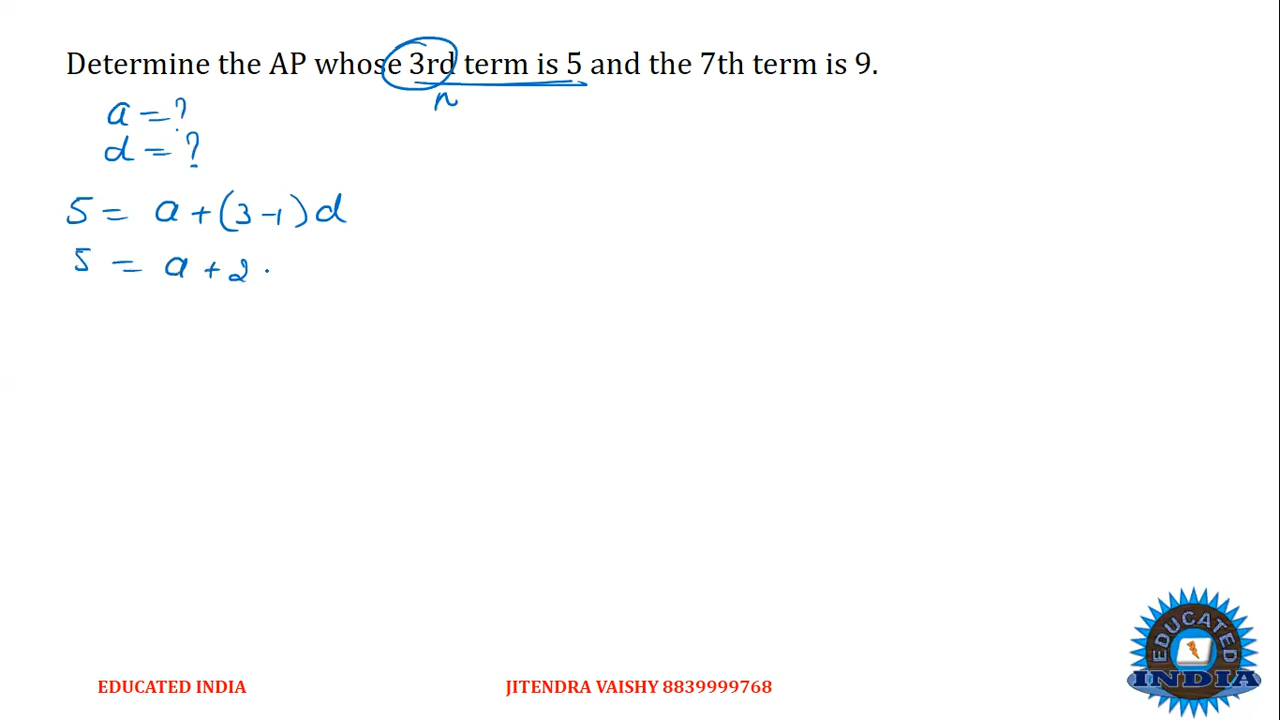 Determine the AP whose 3rd term is 5 and the 7th term is 9.
n
a = ?
d = ?
5 = a + (3-1)d
5 = a + 2 .
EDUCATED INDIA
EDUCATED INDIA JITENDRA VAISHY 8839999768